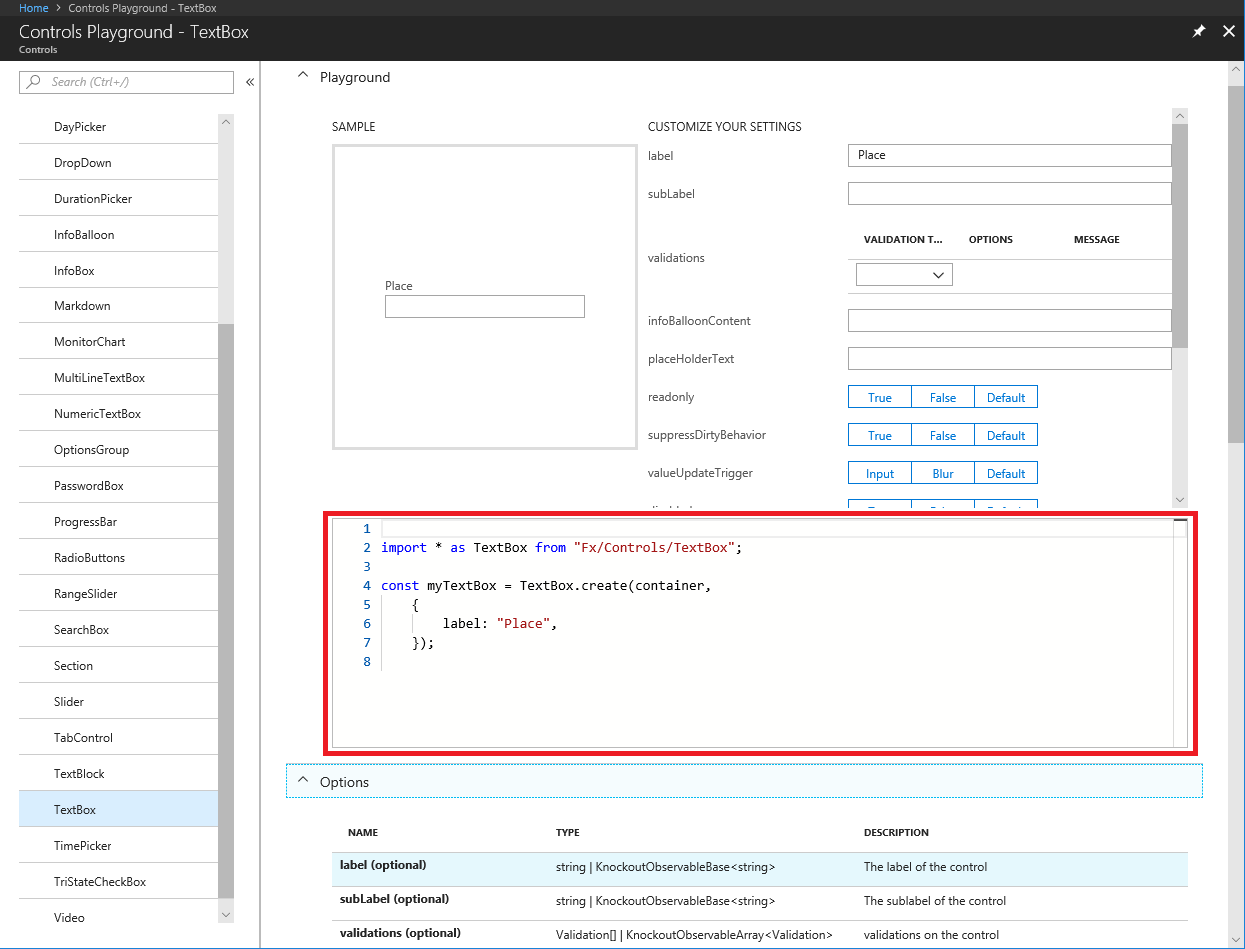 Home > Controls Playground - TextBox
Controls Playground - TextBox
Controls
Search (Ctrl+/)
«
DayPicker
DropDown
DurationPicker
InfoBalloon
InfoBox
Markdown
MonitorChart
MultiLineTextBox
NumericTextBox
OptionsGroup
PasswordBox
ProgressBar
RadioButtons
RangeSlider
SearchBox
Section
Slider
TabControl
TextBlock
TextBox
TimePicker
TriStateCheckBox
Video
Playground
SAMPLE
Place
CUSTOMIZE YOUR SETTINGS
label Place
subLabel
VALIDATION T... OPTIONS MESSAGE
validations
infoBalloonContent
placeHolderText
readonly True False Default
suppressDirtyBehavior True False Default
valueUpdateTrigger Input Blur Default
1
2 import * as TextBox from "Fx/Controls/TextBox";
3
4 const myTextBox = TextBox.create(container,
5 {
6 label: "Place",
7 });
8
Options
NAME TYPE DESCRIPTION
label (optional) string | KnockoutObservableBase<string> The label of the control
subLabel (optional) string | KnockoutObservableBase<string> The sublabel of the control
validations (optional) Validation[] | KnockoutObservableArray<Validation> validations on the control